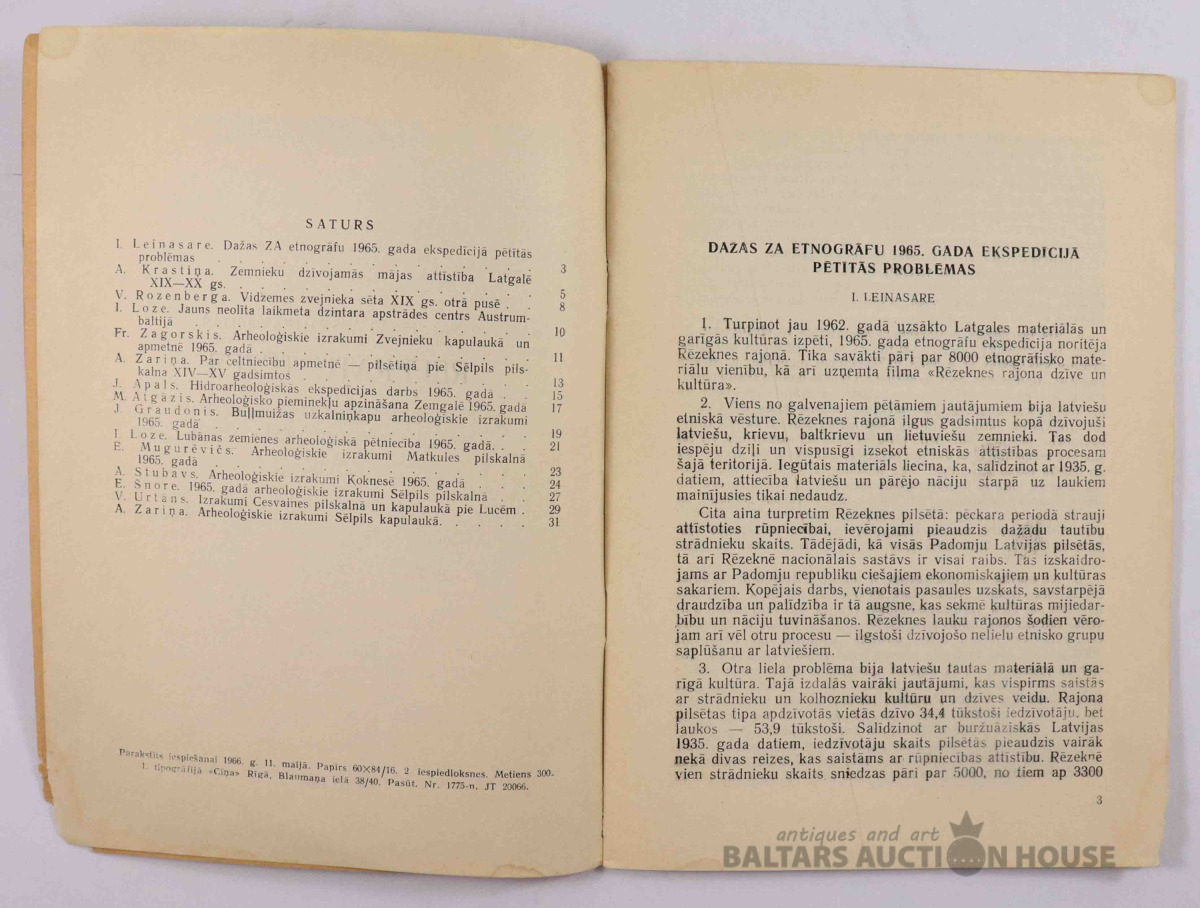 SATURS
I. Leinasare. Dažas ZA etnogrāfu 1965. gada ekspedīcijā pētītās
problēmas . . . . . . . . . . . . . 3
A. Krastiņa. Zemnieku dzīvojamās mājas attīstība Latgalē
XIX—XX gs. . . . . . . . . . . . . . 5
V. Rozenberga. Vidzemes zvejnieka sēta XIX gs. otrā pusē . . 8
I. Loze. Jauns neolīta laikmeta dzintara apstrādes centrs Austrum-
baltijā . . . . . . . . . . . . . . 10
Fr. Zagorskis. Arheoloģiskie izrakumi Zvejnieku kapulaukā un
apmetnē 1965. gadā . . . . . . . . . . . 11
A. Zariņa. Par celtniecību apmetnē — pilsētiņā pie Sēlpils pils-
kalna XIV—XV gadsimtos . . . . . . . . . 13
J. Apals. Hidroarheoloģiskās ekspedīcijas darbs 1965. gadā . . 15
M. Atgāzis. Arheoloģisko pieminekļu apzināšana Zemgalē 1965. gadā 17
J. Graudonis. Buļļmuižas uzkalniņkapu arheoloģiskie izrakumi
1965. gadā . . . . . . . . . . . . . 19
I. Loze. Lubānas zemienes arheoloģiskā pētniecība 1965. gadā. . . 21
Ē. Mugurēvičs. Arheoloģiskie izrakumi Matkules pilskalnā
1965. gadā . . . . . . . . . . . . . 23
A. Stubavs. Arheoloģiskie izrakumi Koknesē 1965. gadā . . . 24
E. Šnore. 1965. gada arheoloģiskie izrakumi Sēlpils pilskalnā . . 27
V. Urtāns. Izrakumi Cesvaines pilskalnā un kapulaukā pie Lucēm . 29
A. Zariņa. Arheoloģiskie izrakumi Sēlpils kapulaukā. . . . . 31
Parakstīts iespiešanai 1966. g. 11. maijā. Papīrs 60×84/16. 2 iespiedloksnes. Metiens 300.
1. tipogrāfijā «Cīņa» Rīgā, Blaumaņa ielā 38/40. Pasūt. Nr. 1775-n. JT 20066.
DAŽAS ZA ETNOGRĀFU 1965. GADA EKSPEDĪCIJĀ
PĒTĪTĀS PROBLĒMAS
I. LEINASARE
1. Turpinot jau 1962. gadā uzsākto Latgales materiālās un
garīgās kultūras izpēti, 1965. gada etnogrāfu ekspedīcija noritēja
Rēzeknes rajonā. Tika savākti pāri par 8000 etnogrāfisko mate-
riālu vienību, kā arī uzņemta filma «Rēzeknes rajona dzīve un
kultūra».
2. Viens no galvenajiem pētāmiem jautājumiem bija latviešu
etniskā vēsture. Rēzeknes rajonā ilgus gadsimtus kopā dzīvojuši
latviešu, krievu, baltkrievu un lietuviešu zemnieki. Tas dod
iespēju dziļi un vispusīgi izsekot etniskās attīstības procesam
šajā teritorijā. Iegūtais materiāls liecina, ka, salīdzinot ar 1935. g.
datiem, attiecība latviešu un pārējo nāciju starpā uz laukiem
mainījusies tikai nedaudz.
Cita aina turpretim Rēzeknes pilsētā: pēckara periodā strauji
attīstoties rūpniecībai, ievērojami pieaudzis dažādu tautību
strādnieku skaits. Tādējādi, kā visās Padomju Latvijas pilsētās,
tā arī Rēzeknē nacionālais sastāvs ir visai raibs. Tas izskaidro-
jams ar Padomju republiku ciešajiem ekonomiskajiem un kultūras
sakariem. Kopējais darbs, vienotais pasaules uzskats, savstarpējā
draudzība un palīdzība ir tā augsne, kas sekmē kultūras mijiedar-
bību un nāciju tuvināšanos. Rēzeknes lauku rajonos šodien vēro-
jam arī vēl otru procesu — ilgstoši dzīvojošo nelielu etnisko grupu
saplūšanu ar latviešiem.
3. Otra liela problēma bija latviešu tautas materiālā un ga-
rīgā kultūra. Tajā izdalās vairāki jautājumi, kas vispirms saistās
ar strādnieku un kolhoznieku kultūru un dzīves veidu. Rajona
pilsētas tipa apdzīvotās vietās dzīvo 34,4 tūkstoši iedzīvotāju, bet
laukos — 53,9 tūkstoši. Salīdzinot ar buržuāziskās Latvijas
1935. gada datiem, iedzīvotāju skaits pilsētās pieaudzis vairāk
nekā divas reizes, kas saistāms ar rūpniecības attīstību. Rēzeknē
vien strādnieku skaits sniedzas pāri par 5000, no tiem ap 3300
3
antiques and art
BALTARS AUCTION HOUSE